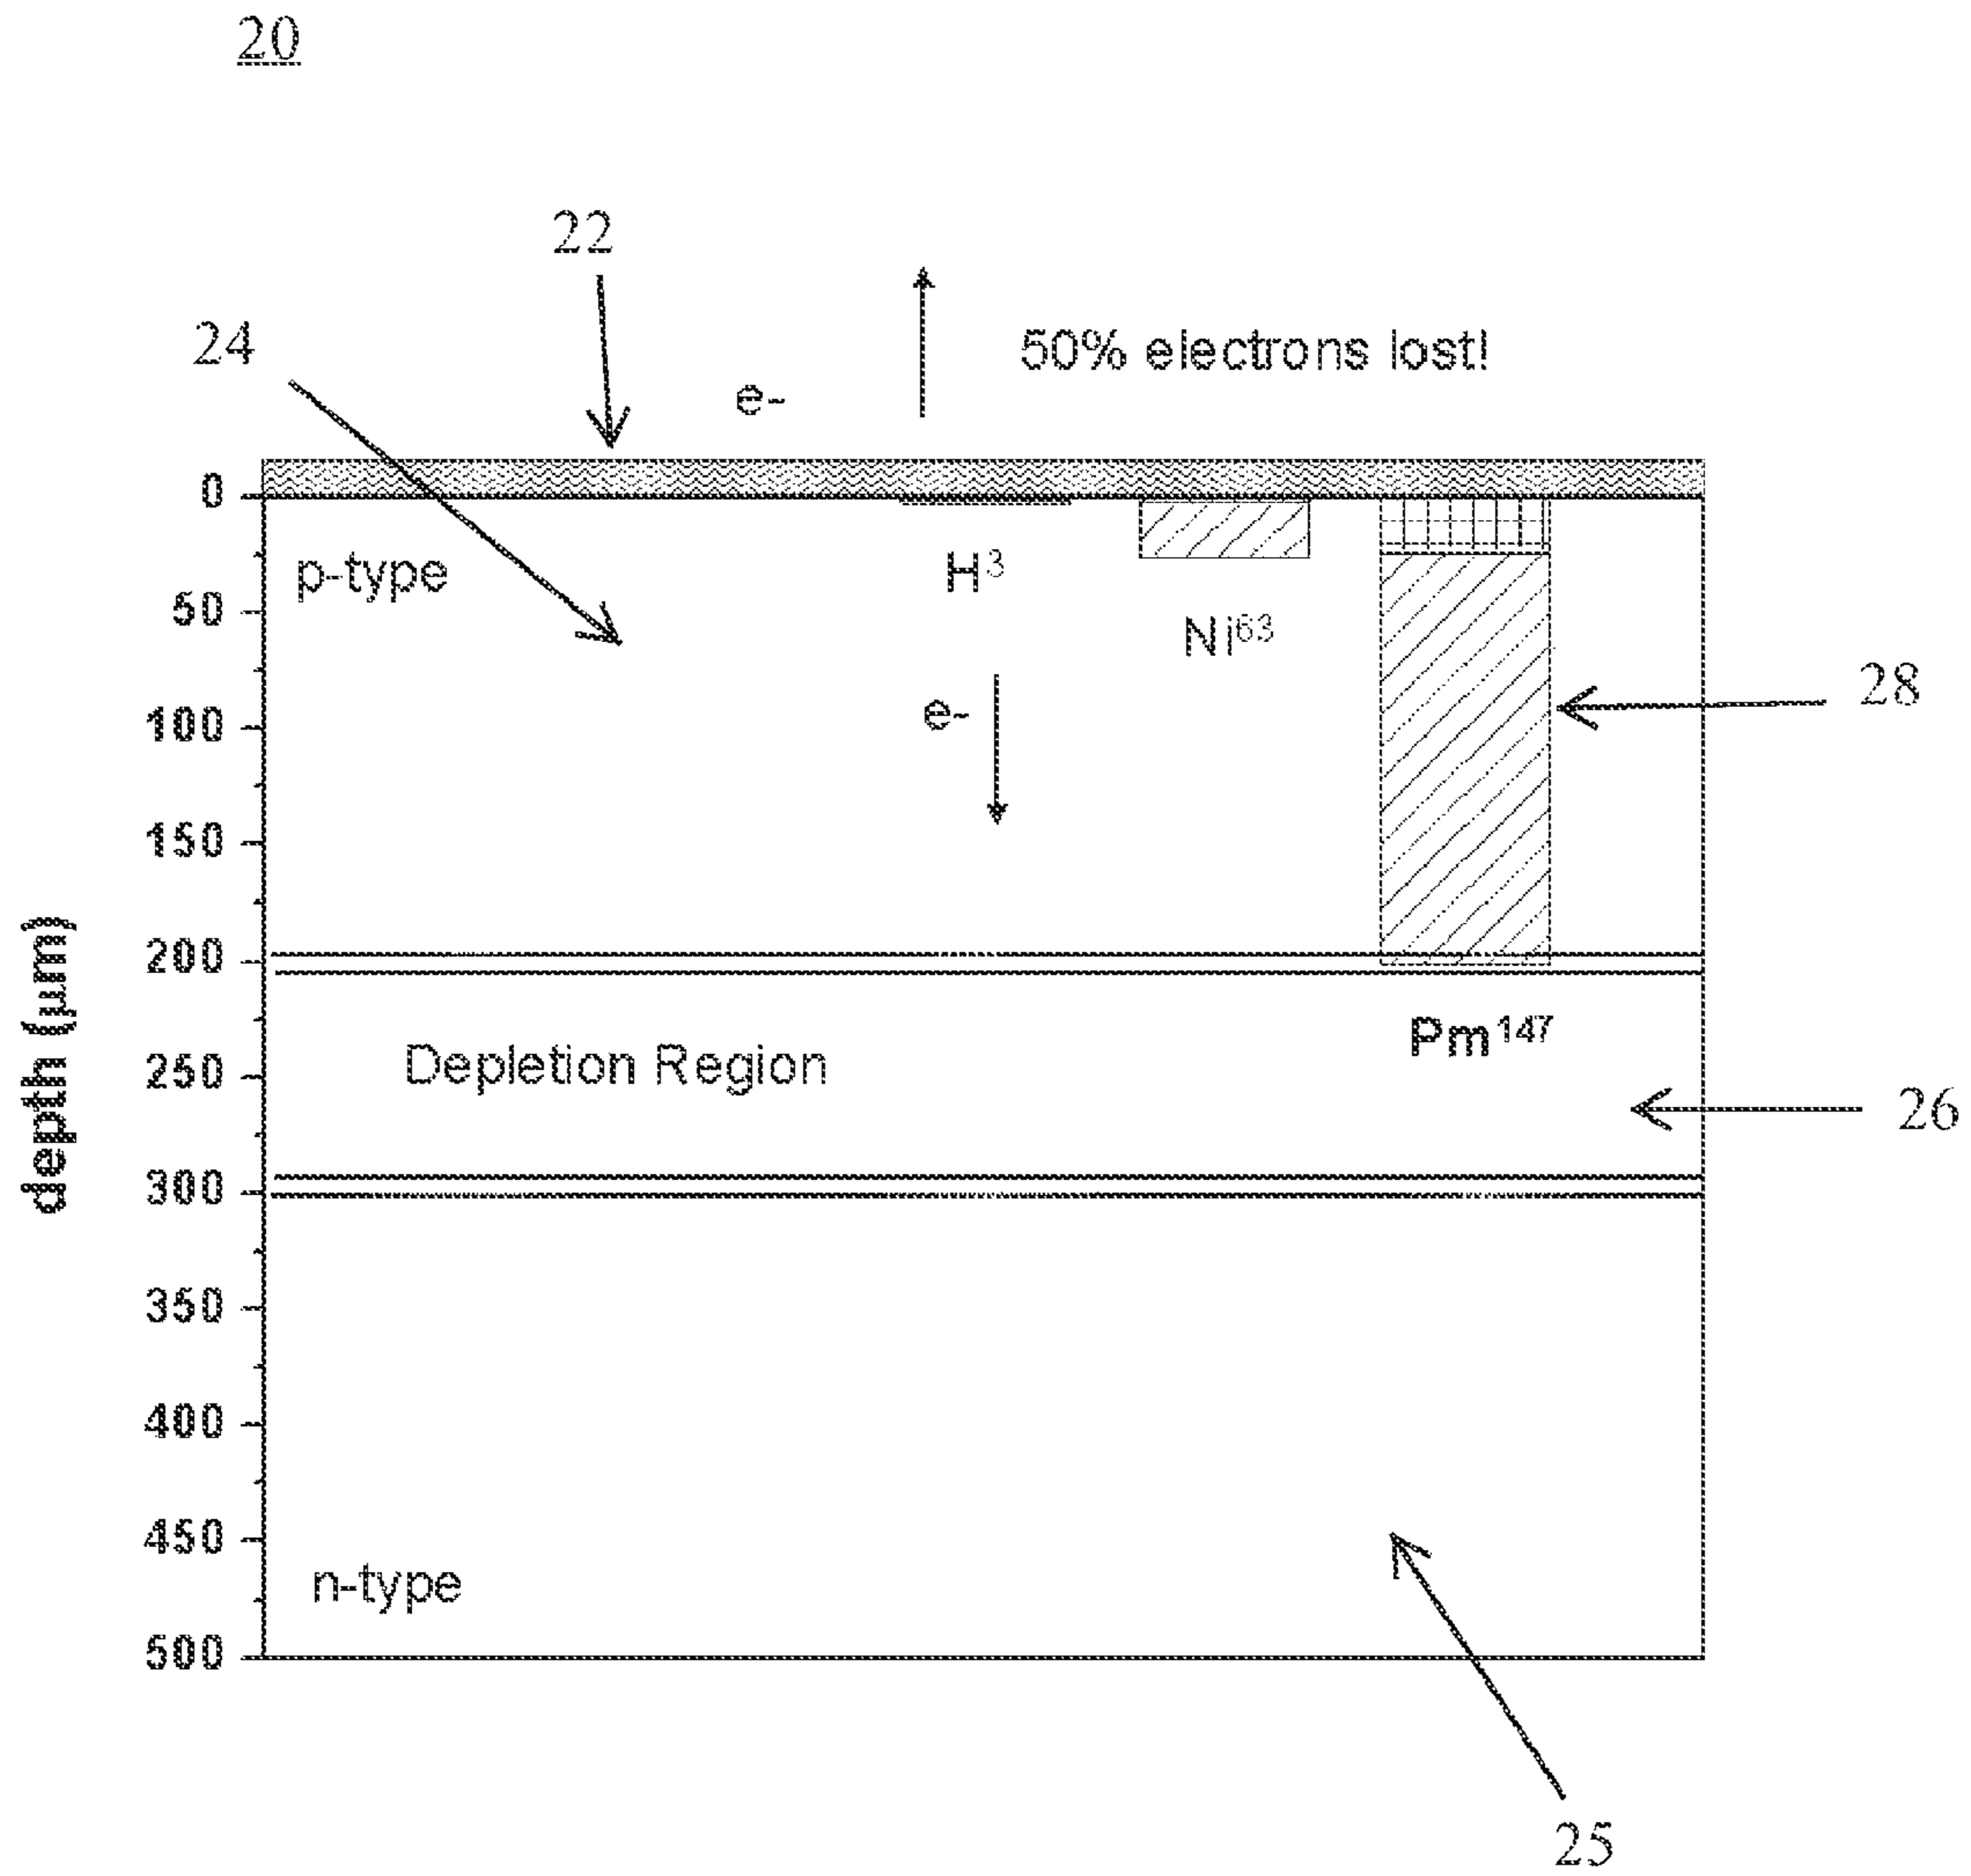 20
22
24
50% electrons lost!
e-
0
p-type
H³
50
Ni⁶³
28
100
e-
150
depth (µm)
200
Pm¹⁴⁷
250
Depletion Region
26
300
350
400
450
n-type
500
25